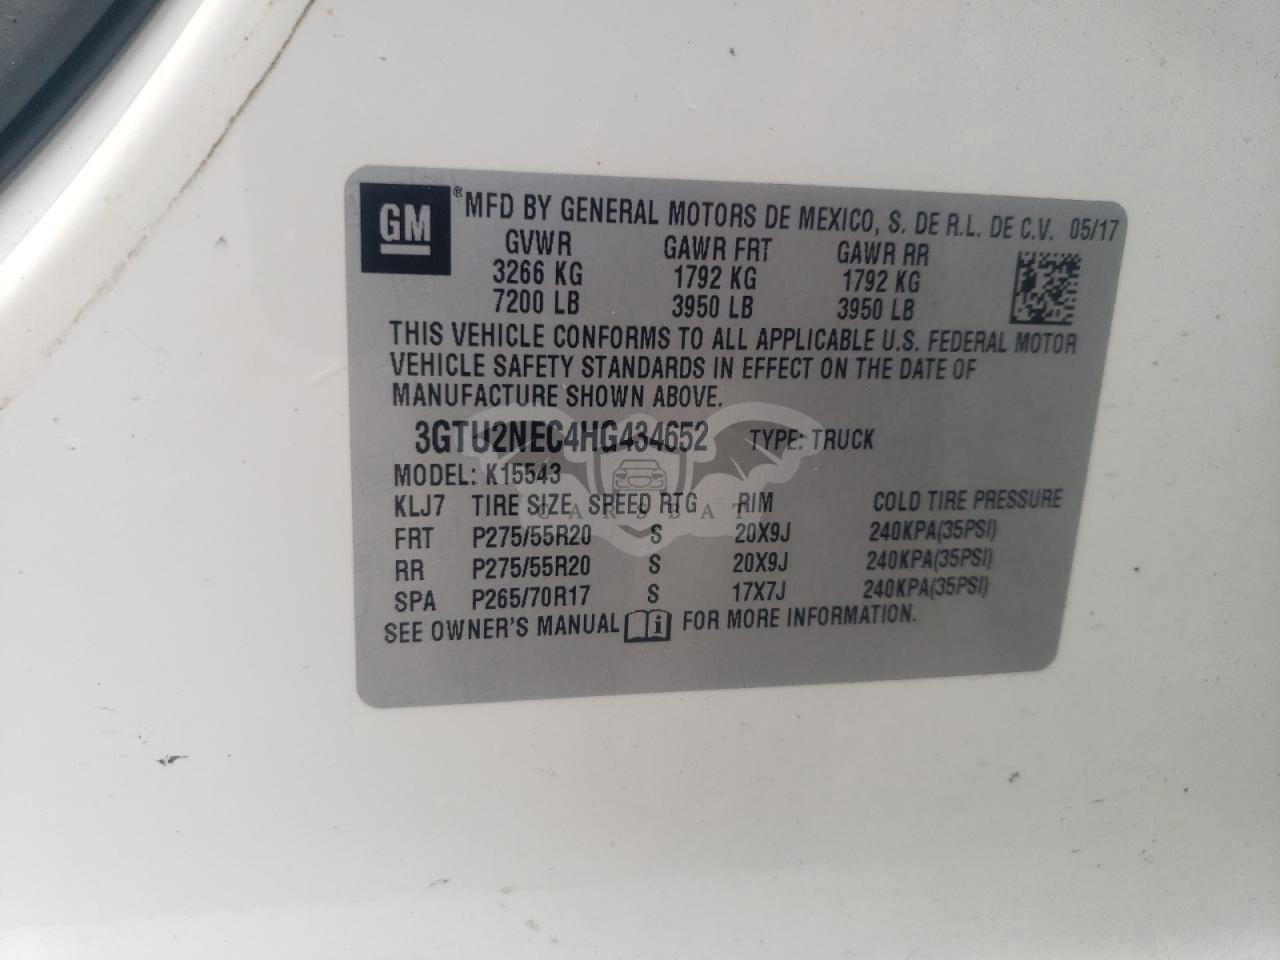 GM ® MFD BY GENERAL MOTORS DE MEXICO, S. DE R.L. DE C.V. 05/17
GVWR GAWR FRT GAWR RR
3266 KG 1792 KG 1792 KG
7200 LB 3950 LB 3950 LB
THIS VEHICLE CONFORMS TO ALL APPLICABLE U.S. FEDERAL MOTOR
VEHICLE SAFETY STANDARDS IN EFFECT ON THE DATE OF
MANUFACTURE SHOWN ABOVE.
3GTU2NEC4HG434652 TYPE: TRUCK
MODEL: K15543
KLJ7 TIRE SIZE SPEED RTG RIM COLD TIRE PRESSURE
CARSBAT
FRT P275/55R20 S 20X9J 240KPA(35PSI)
RR P275/55R20 S 20X9J 240KPA(35PSI)
SPA P265/70R17 S 17X7J 240KPA(35PSI)
SEE OWNER'S MANUAL i FOR MORE INFORMATION.